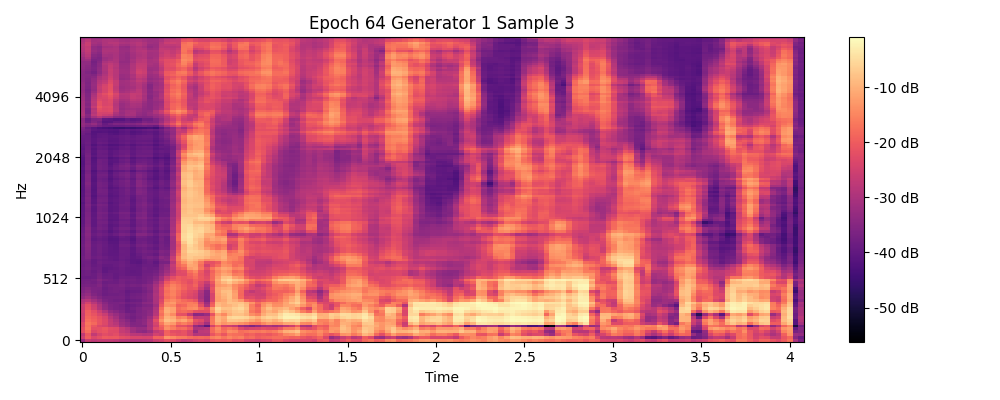 Epoch 64 Generator 1 Sample 3
Hz
4096
2048
1024
512
0
0 0.5 1 1.5 2 2.5 3 3.5 4
Time
-10 dB
-20 dB
-30 dB
-40 dB
-50 dB